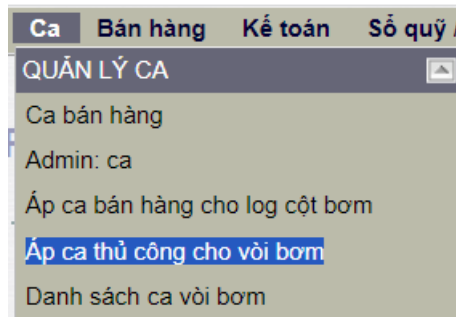 Ca Bán hàng Kế toán Sổ quỹ /
QUẢN LÝ CA
Ca bán hàng
Admin: ca
Áp ca bán hàng cho log cột bơm
Áp ca thủ công cho vòi bơm
Danh sách ca vòi bơm